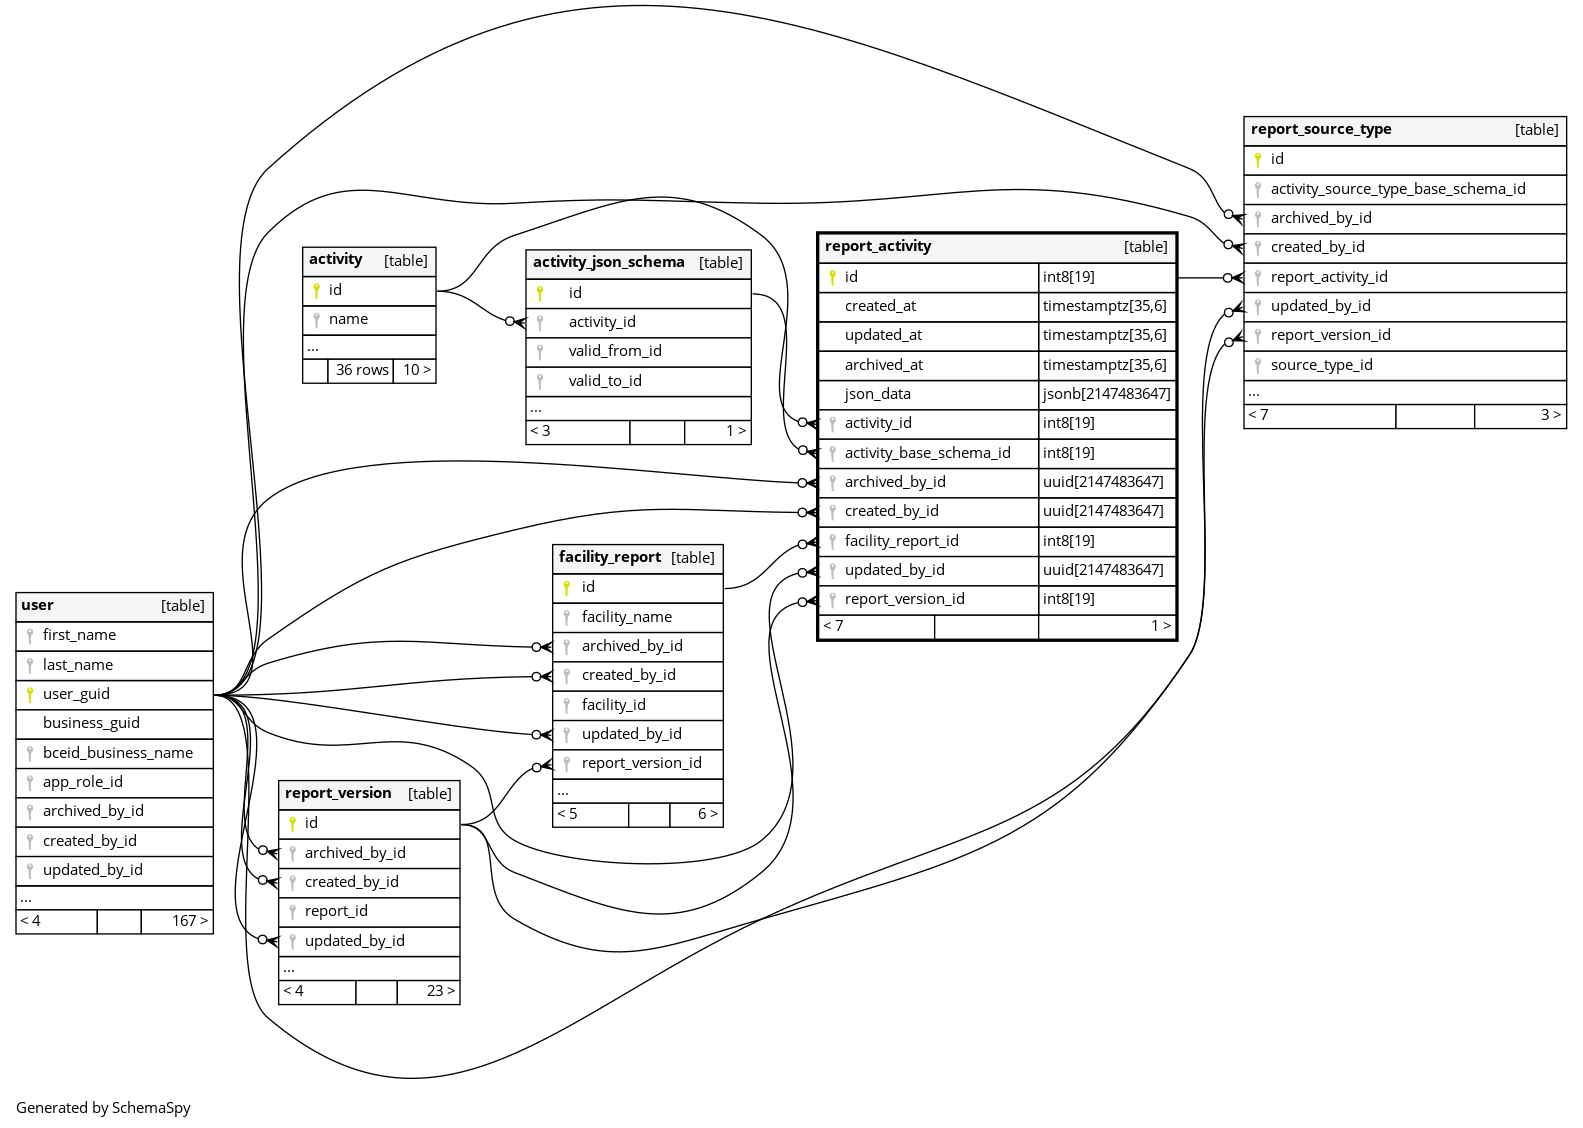 report_source_type [table]
id
activity_source_type_base_schema_id
archived_by_id
created_by_id
report_activity_id
updated_by_id
report_version_id
source_type_id
...
< 7 3 >
activity [table]
id
name
...
36 rows 10 >
activity_json_schema [table]
id
activity_id
valid_from_id
valid_to_id
...
< 3 1 >
report_activity [table]
id int8[19]
created_at timestamptz[35,6]
updated_at timestamptz[35,6]
archived_at timestamptz[35,6]
json_data jsonb[2147483647]
activity_id int8[19]
activity_base_schema_id int8[19]
archived_by_id uuid[2147483647]
created_by_id uuid[2147483647]
facility_report_id int8[19]
updated_by_id uuid[2147483647]
report_version_id int8[19]
< 7 1 >
facility_report [table]
id
facility_name
archived_by_id
created_by_id
facility_id
updated_by_id
report_version_id
...
< 5 6 >
user [table]
first_name
last_name
user_guid
business_guid
bceid_business_name
app_role_id
archived_by_id
created_by_id
updated_by_id
...
< 4 167 >
report_version [table]
id
archived_by_id
created_by_id
report_id
updated_by_id
...
< 4 23 >
Generated by SchemaSpy